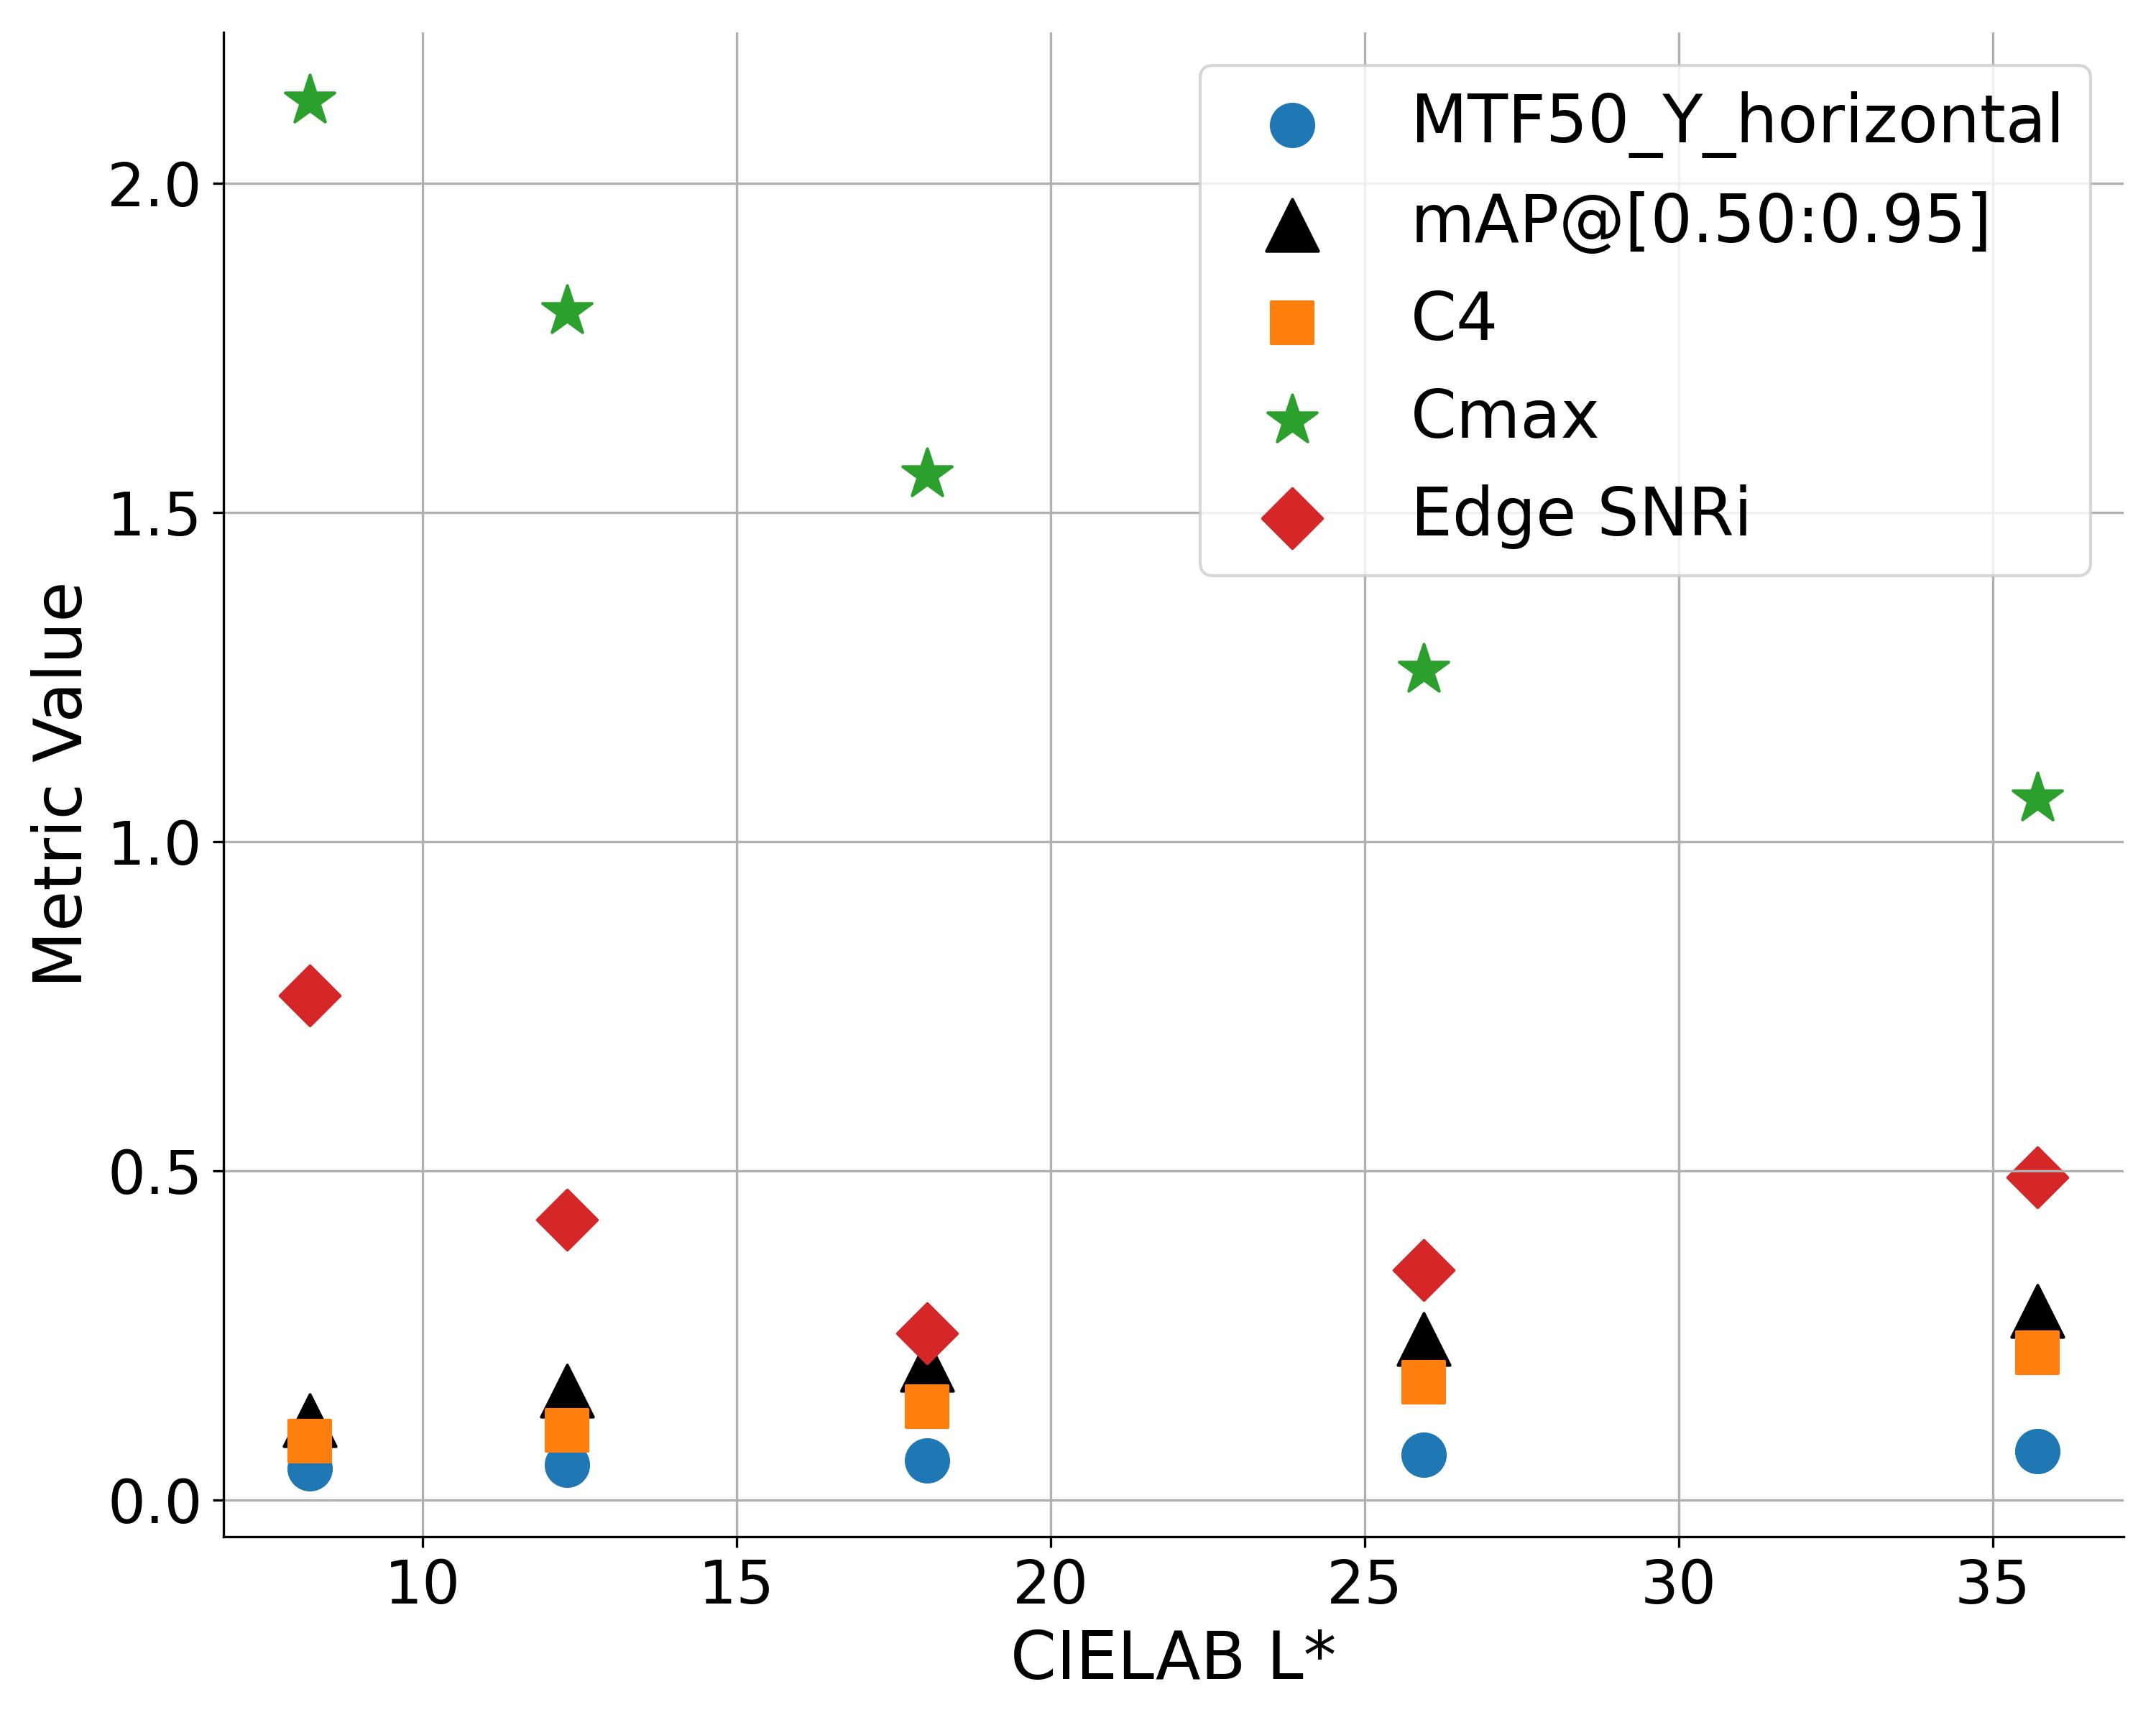 MTF50_Y_horizontal
mAP@[0.50:0.95]
C4
Cmax
Edge SNRi
Metric Value
2.0
1.5
1.0
0.5
0.0
10 15 20 25 30 35
CIELAB L*